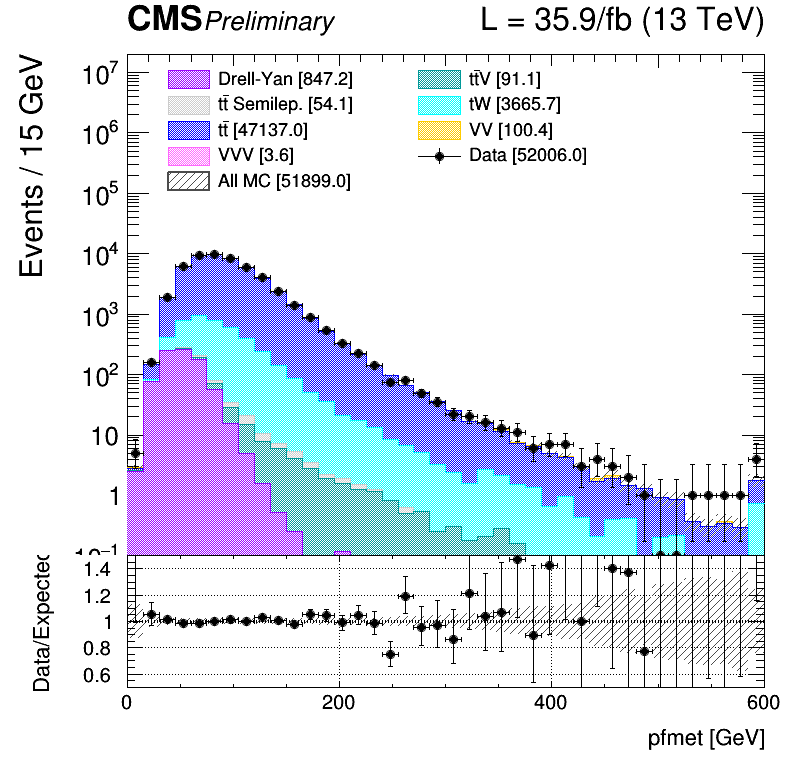 CMS Preliminary L = 35.9/fb (13 TeV)
Events / 15 GeV
10⁷
10⁶
10⁵
10⁴
10³
10²
10
1
10⁻¹
Drell-Yan [847.2]
tt̄ Semilep. [54.1]
tt̄ [47137.0]
VVV [3.6]
All MC [51899.0]
tt̄V [91.1]
tW [3665.7]
VV [100.4]
Data [52006.0]
Data/Expected
1.4
1.2
1
0.8
0.6
0 200 400 600
pfmet [GeV]